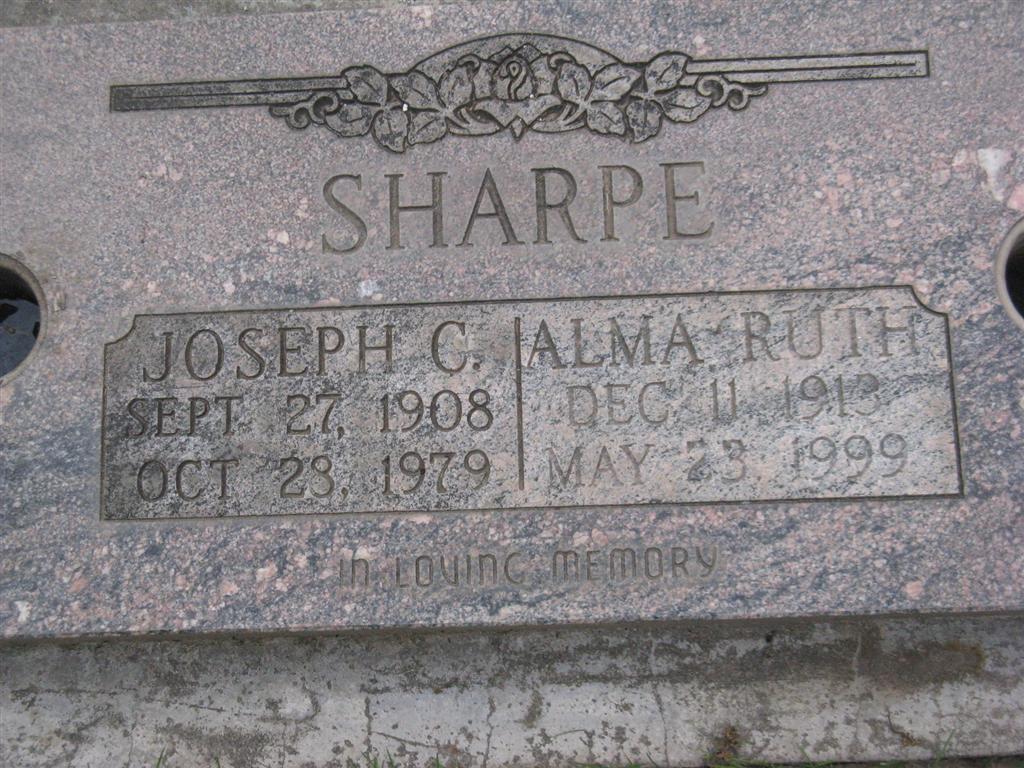 SHARPE
JOSEPH C. ALMA RUTH
SEPT 27, 1908 DEC 11 1913
OCT 28, 1979 MAY 23 1999
IN LOVING MEMORY